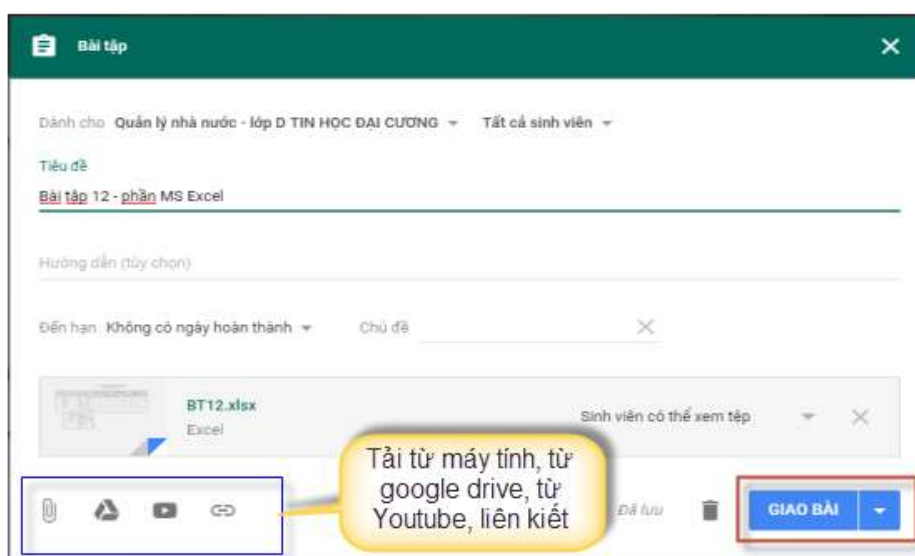 Bài tập
Dành cho Quản lý nhà nước - lớp D TIN HỌC ĐẠI CƯƠNG Tất cả sinh viên
Tiêu đề
Bài tập 12 - phần MS Excel
Hướng dẫn (tùy chọn)
Đến hạn Không có ngày hoàn thành Chủ đề
BT12.xlsx
Excel
Sinh viên có thể xem tệp
Tải từ máy tính, từ
google drive, từ
Youtube, liên kiết
Đã lưu
GIAO BÀI